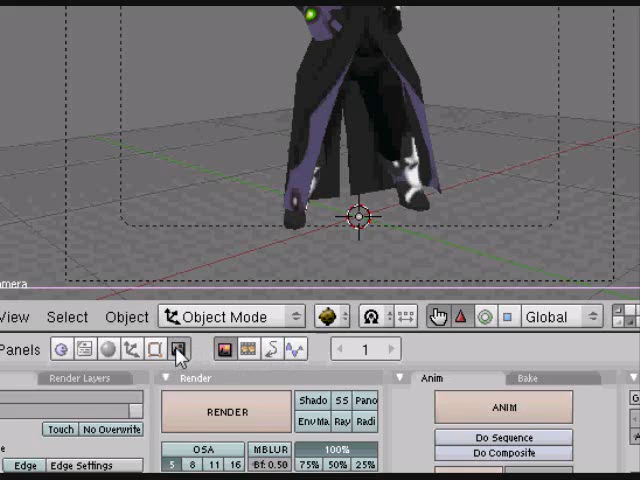 amera
View Select Object Object Mode Global
Panels 1
Render Layers Render Anim Bake
Touch No Overwrite
Edge Edge Settings
RENDER
Shado SS Pano
EnvMa Ray Radi
OSA MBLUR 100%
5 8 11 16 Bf: 0.50 75% 50% 25%
ANIM
Do Sequence
Do Composite